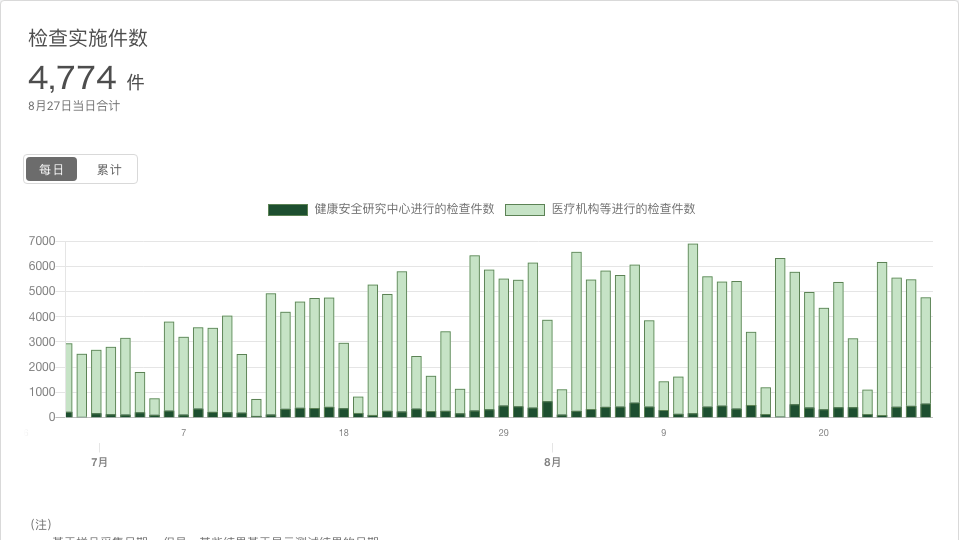 检查实施件数
4,774 件
8月27日当日合计
每日 累计
健康安全研究中心进行的检查件数 医疗机构等进行的检查件数
7000
6000
5000
4000
3000
2000
1000
0
7 18 29 9 20
7月 8月
（注）